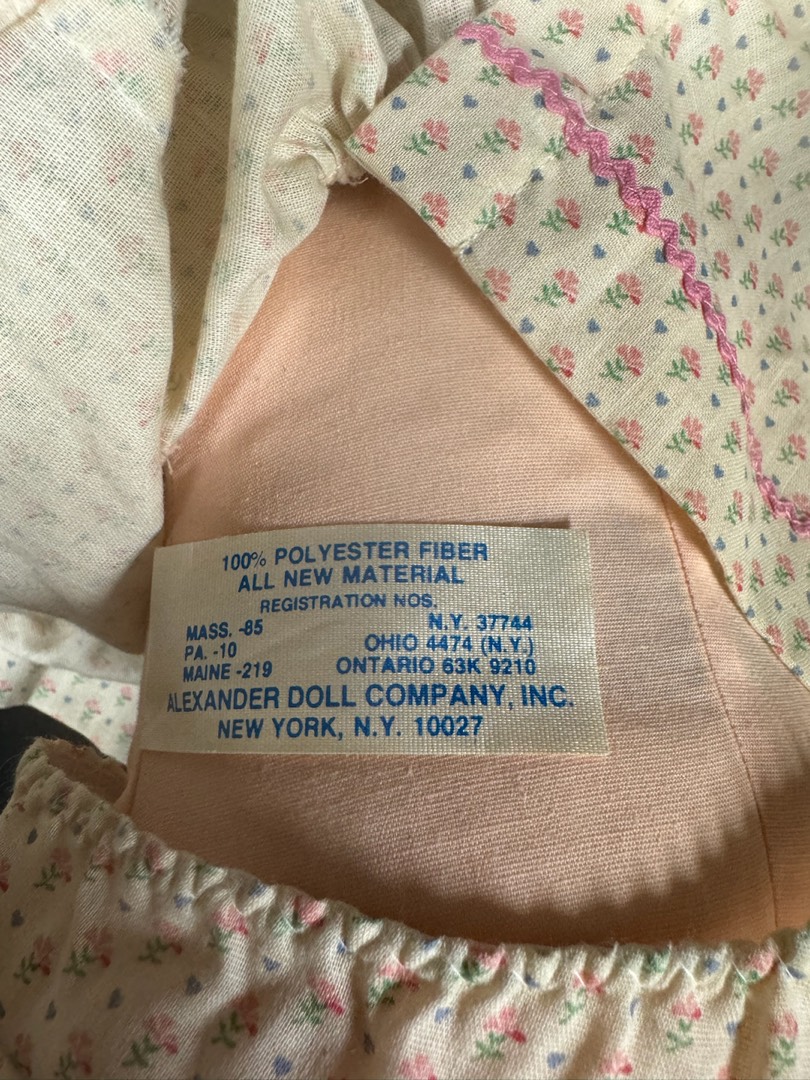 100% POLYESTER FIBER
ALL NEW MATERIAL
REGISTRATION NOS.
MASS. -85 N.Y. 37744
PA. -10 OHIO 4474 (N.Y.)
MAINE -219 ONTARIO 63K 9210
ALEXANDER DOLL COMPANY, INC.
NEW YORK, N.Y. 10027